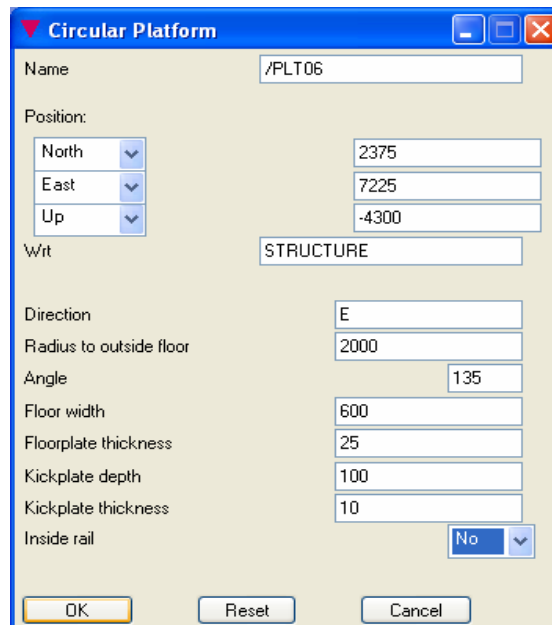 Circular Platform
Name /PLT06
Position:
North 2375
East 7225
Up -4300
Wrt STRUCTURE
Direction E
Radius to outside floor 2000
Angle 135
Floor width 600
Floorplate thickness 25
Kickplate depth 100
Kickplate thickness 10
Inside rail No
OK Reset Cancel